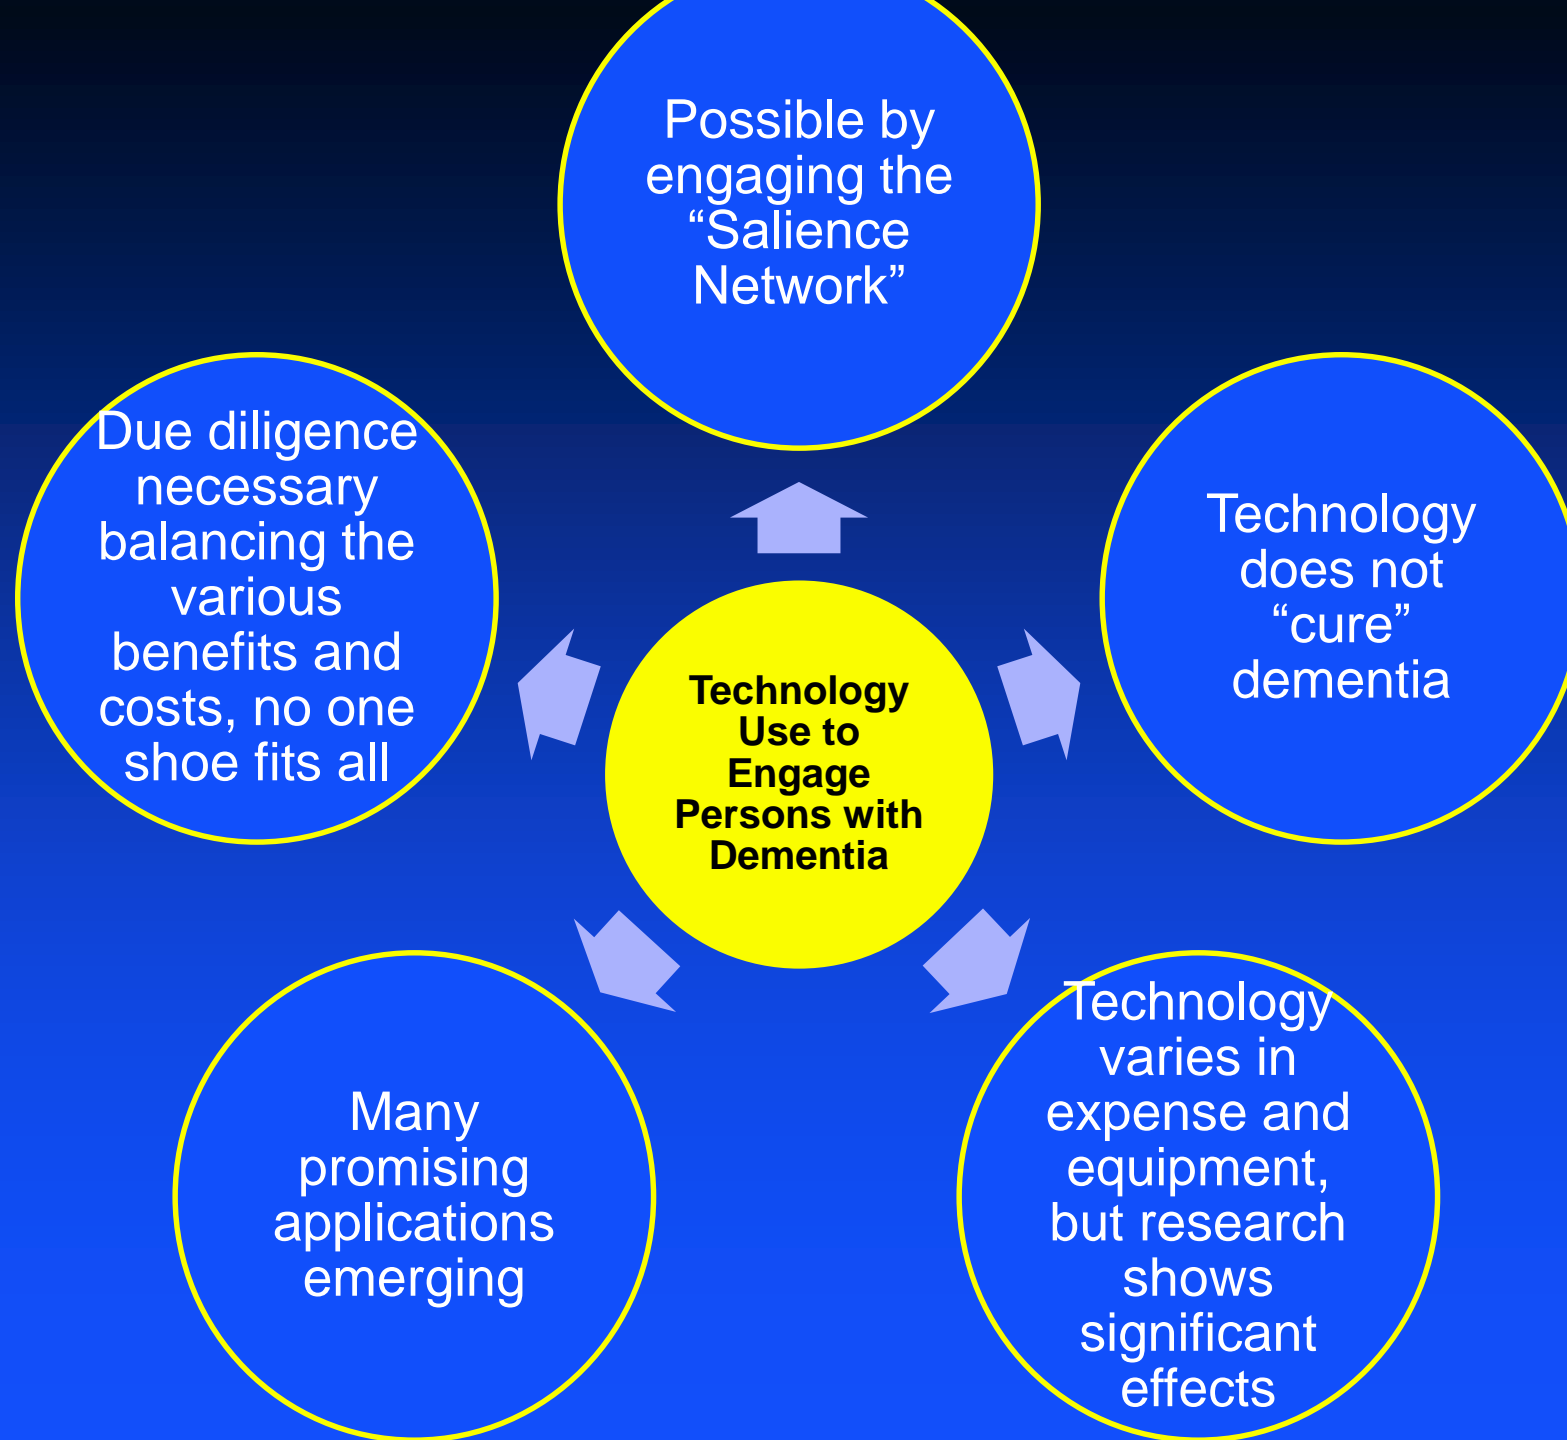 Possible by
engaging the
“Salience
Network”
Due diligence
necessary
balancing the
various
benefits and
costs, no one
shoe fits all
Technology
does not
“cure”
dementia
Technology
Use to
Engage
Persons with
Dementia
Many
promising
applications
emerging
Technology
varies in
expense and
equipment,
but research
shows
significant
effects